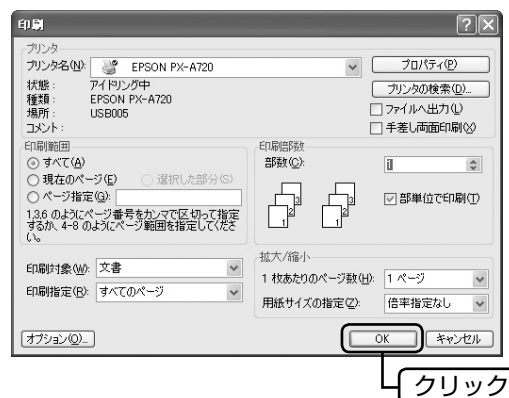 印刷
プリンタ
プリンタ名(N): EPSON PX-A720
プロパティ(P)
状態: アイドリング中
プリンタの検索(D)...
種類: EPSON PX-A720
場所: USB005
ファイルへ出力(L)
コメント:
手差し両面印刷(X)
印刷範囲
すべて(A)
現在のページ(E) 選択した部分(S)
ページ指定(G):
1,3,6 のようにページ番号をカンマで区切って指定
するか、4-8 のようにページ範囲を指定してくださ
い。
印刷部数
部数(C): 1
部単位で印刷(T)
1 2 3
1 2 3
印刷対象(W): 文書
印刷指定(R): すべてのページ
拡大/縮小
1 枚あたりのページ数(H): 1 ページ
用紙サイズの指定(Z): 倍率指定なし
オプション(O)...
OK
キャンセル
クリック